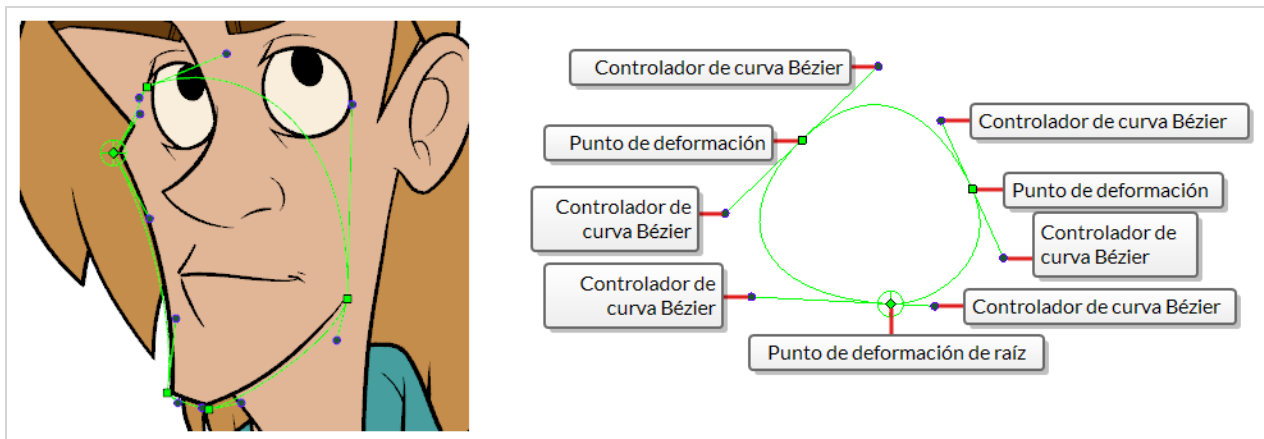 Controlador de curva Bézier
Controlador de curva Bézier
Punto de deformación
Punto de deformación
Controlador de
curva Bézier
Controlador de
curva Bézier
Controlador de
curva Bézier
Controlador de curva Bézier
Punto de deformación de raíz